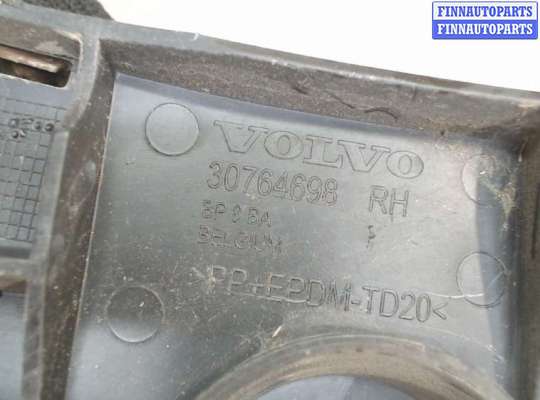 FINNAUTOPARTS
FINNAUTOPARTS
VOLVO
30764698 RH
BELGIUM
>PP+EPDM-TD20<